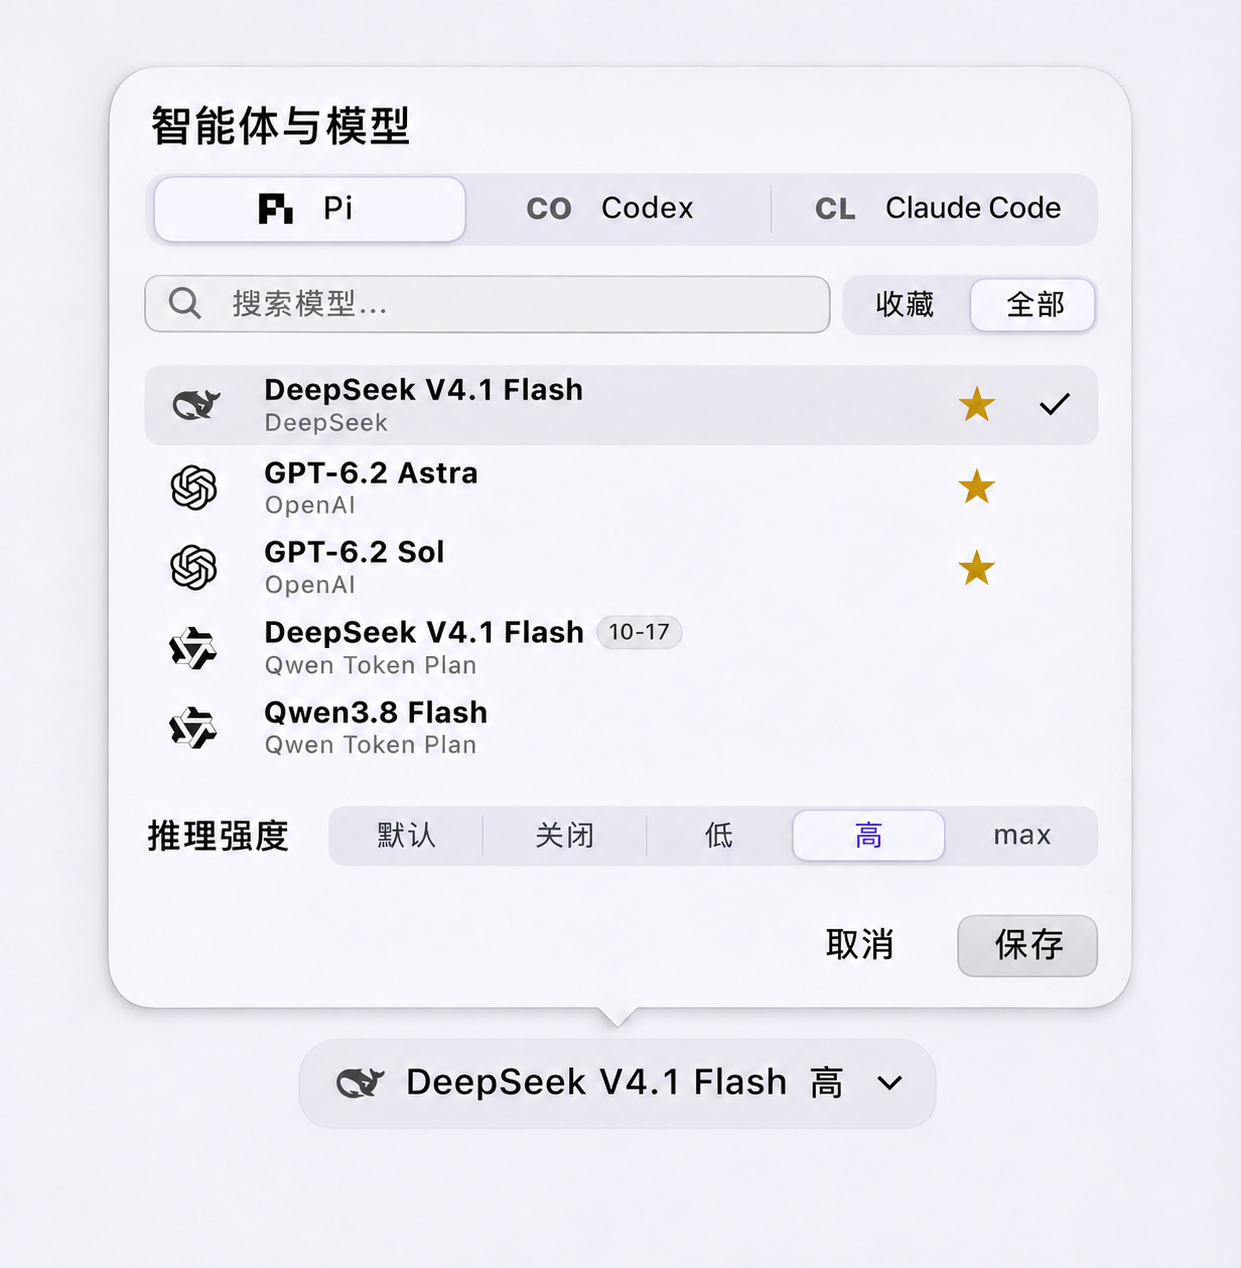 智能体与模型
Pi CO Codex CL Claude Code
搜索模型... 收藏 全部
DeepSeek V4.1 Flash
DeepSeek
GPT-6.2 Astra
OpenAI
GPT-6.2 Sol
OpenAI
DeepSeek V4.1 Flash 10-17
Qwen Token Plan
Qwen3.8 Flash
Qwen Token Plan
推理强度 默认 关闭 低 高 max
取消 保存
DeepSeek V4.1 Flash 高